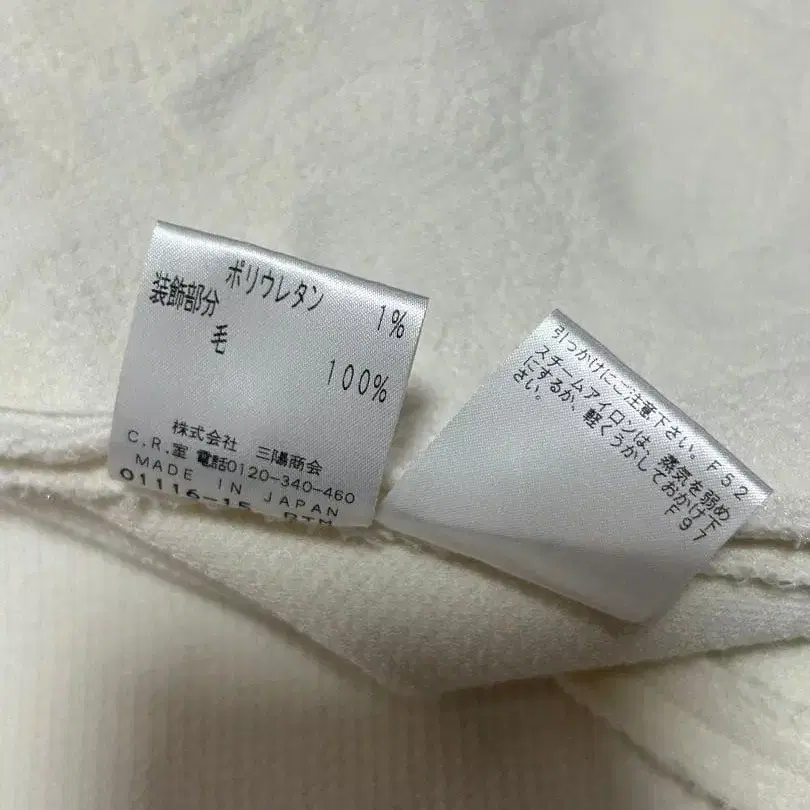 ポリウレタン 1%
装飾部分
毛 100%
株式会社 三陽商会
C.R.室 電話0120-340-460
MADE IN JAPAN
01116-15 RTM
引っかけにご注意下さい。F52
スチームアイロンは、蒸気を弱め
にするか、軽くうかしておかけ下
さい。 F97